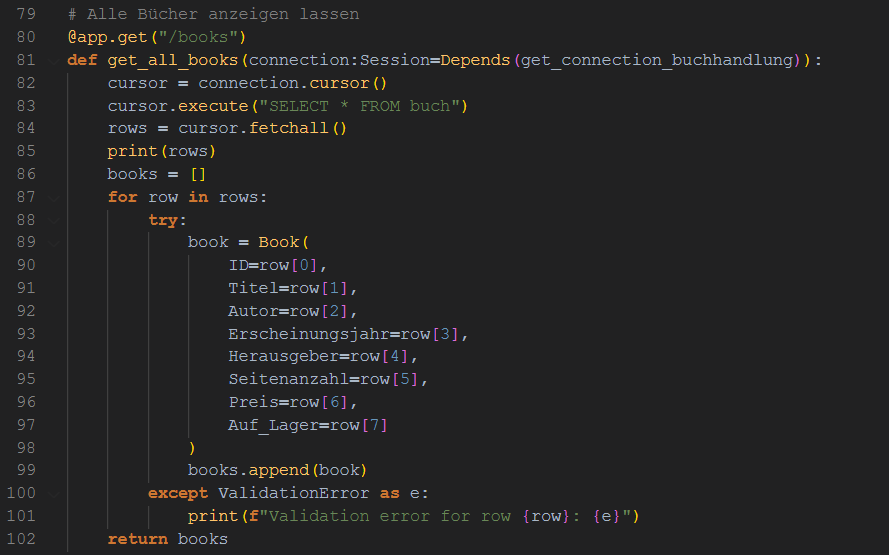 79 # Alle Bücher anzeigen lassen
80 @app.get("/books")
81 def get_all_books(connection:Session=Depends(get_connection_buchhandlung)):
82     cursor = connection.cursor()
83     cursor.execute("SELECT * FROM buch")
84     rows = cursor.fetchall()
85     print(rows)
86     books = []
87     for row in rows:
88         try:
89             book = Book(
90                 ID=row[0],
91                 Titel=row[1],
92                 Autor=row[2],
93                 Erscheinungsjahr=row[3],
94                 Herausgeber=row[4],
95                 Seitenanzahl=row[5],
96                 Preis=row[6],
97                 Auf_Lager=row[7]
98             )
99             books.append(book)
100         except ValidationError as e:
101             print(f"Validation error for row {row}: {e}")
102     return books